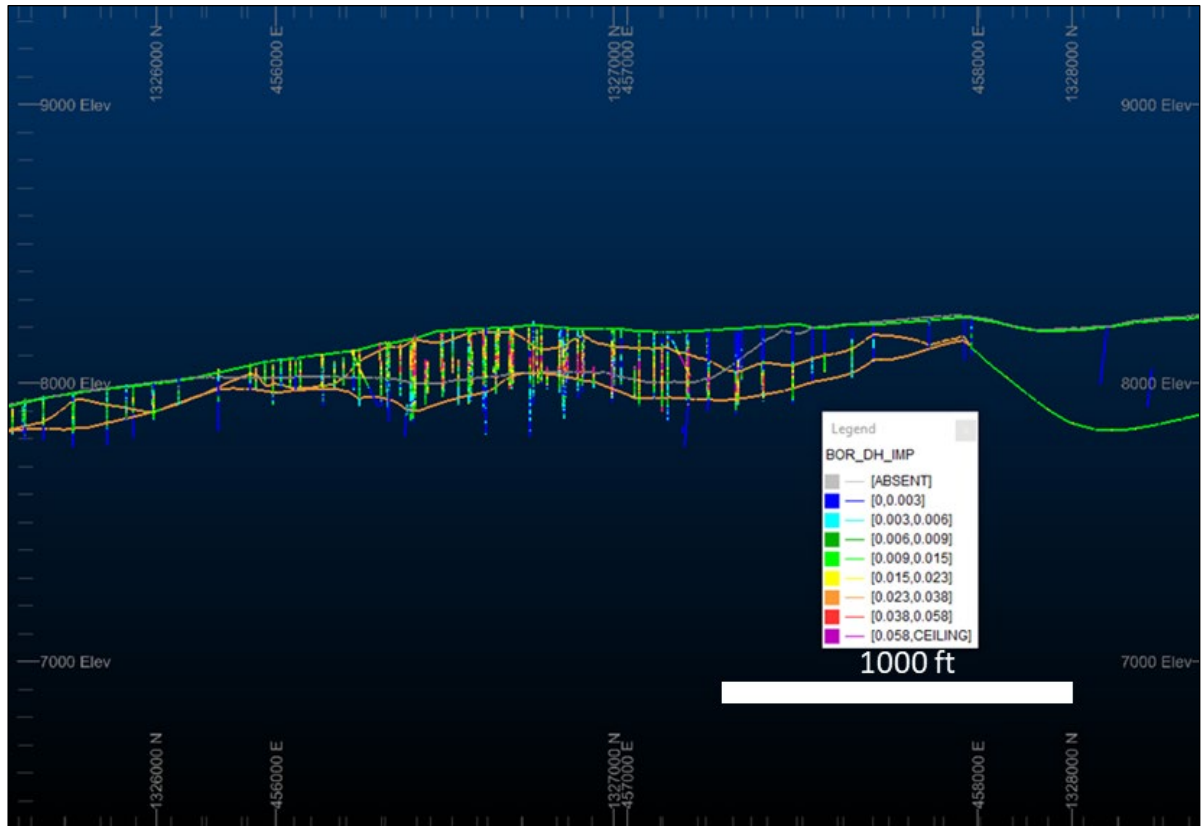 1326000 N
456000 E
1327000 N
457000 E
458000 E
1328000 N
9000 Elev
9000 Elev
8000 Elev
8000 Elev
Legend
BOR_DH_IMP
[ABSENT]
[0,0.003]
[0.003,0.006]
[0.006,0.009]
[0.009,0.015]
[0.015,0.023]
[0.023,0.038]
[0.038,0.058]
[0.058,CEILING]
7000 Elev
1000 ft
7000 Elev
1326000 N
456000 E
1327000 N
457000 E
458000 E
1328000 N